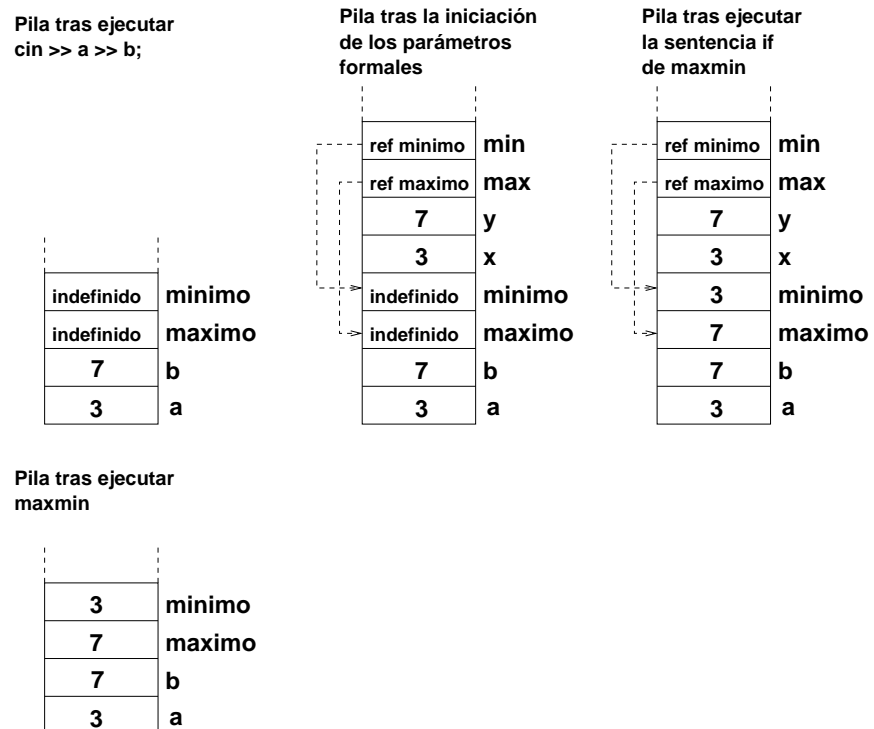 Pila tras ejecutar
cin >> a >> b;
indefinido minimo
indefinido maximo
7 b
3 a
Pila tras la iniciación
de los parámetros
formales
ref minimo min
ref maximo max
7 y
3 x
indefinido minimo
indefinido maximo
7 b
3 a
Pila tras ejecutar
la sentencia if
de maxmin
ref minimo min
ref maximo max
7 y
3 x
3 minimo
7 maximo
7 b
3 a
Pila tras ejecutar
maxmin
3 minimo
7 maximo
7 b
3 a